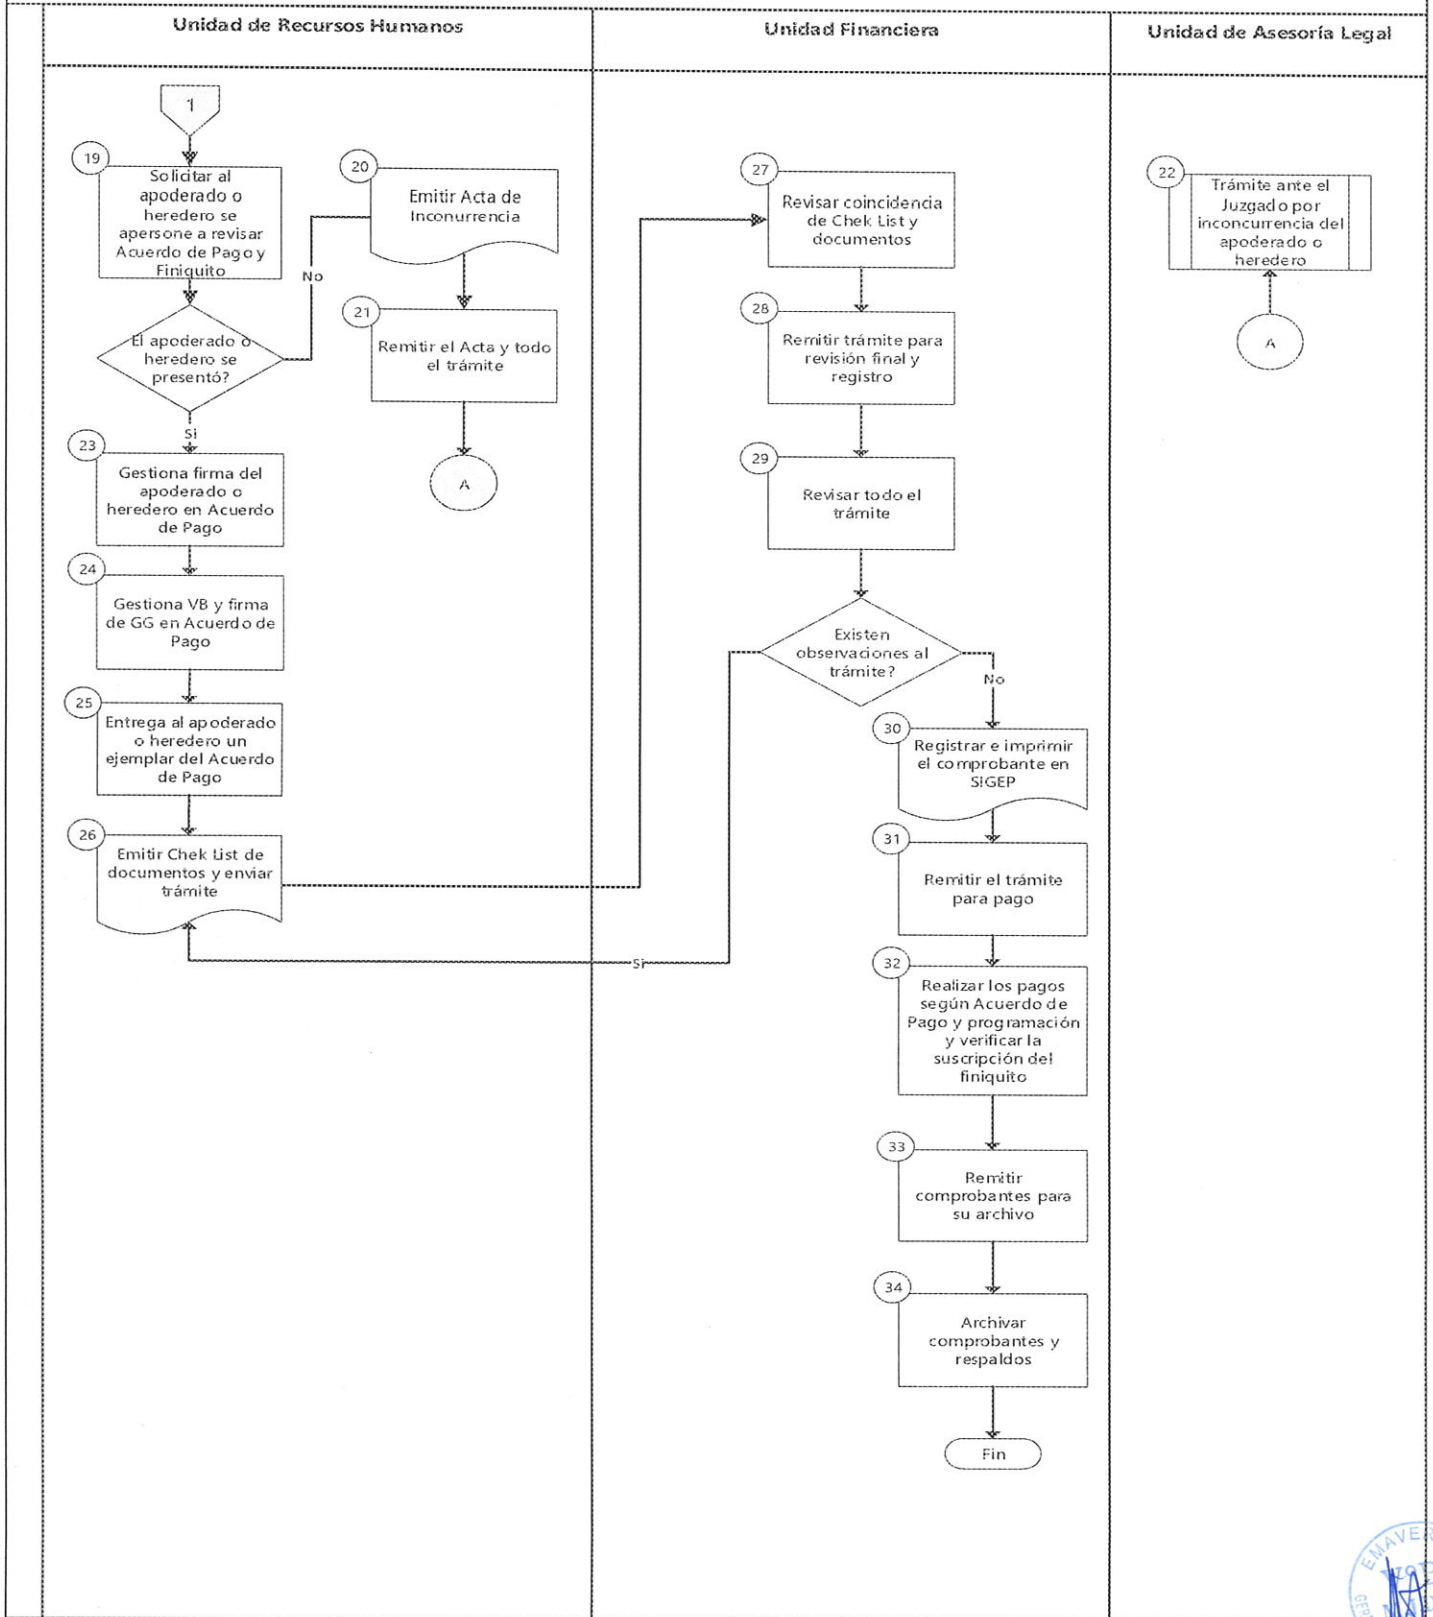 Unidad de Recursos Humanos
Unidad Financiera
Unidad de Asesoría Legal
1
19
Solicitar al
apoderado o
heredero se
apersone a revisar
Acuerdo de Pago y
Finiquito
El apoderado o
heredero se
presentó?
No
Si
20
Emitir Acta de
Inconurrencia
21
Remitir el Acta y todo
el trámite
A
23
Gestiona firma del
apoderado o
heredero en Acuerdo
de Pago
24
Gestiona VB y firma
de GG en Acuerdo de
Pago
25
Entrega al apoderado
o heredero un
ejemplar del Acuerdo
de Pago
26
Emitir Chek List de
documentos y enviar
trámite
27
Revisar coincidencia
de Chek List y
documentos
28
Remitir trámite para
revisión final y
registro
29
Revisar todo el
trámite
Existen
observaciones al
trámite?
Si
No
30
Registrar e imprimir
el comprobante en
SIGEP
31
Remitir el trámite
para pago
32
Realizar los pagos
según Acuerdo de
Pago y programación
y verificar la
suscripción del
finiquito
33
Remitir
comprobantes para
su archivo
34
Archivar
comprobantes y
respaldos
Fin
22
Trámite ante el
Juzgado por
inconcurrencia del
apoderado o
heredero
A